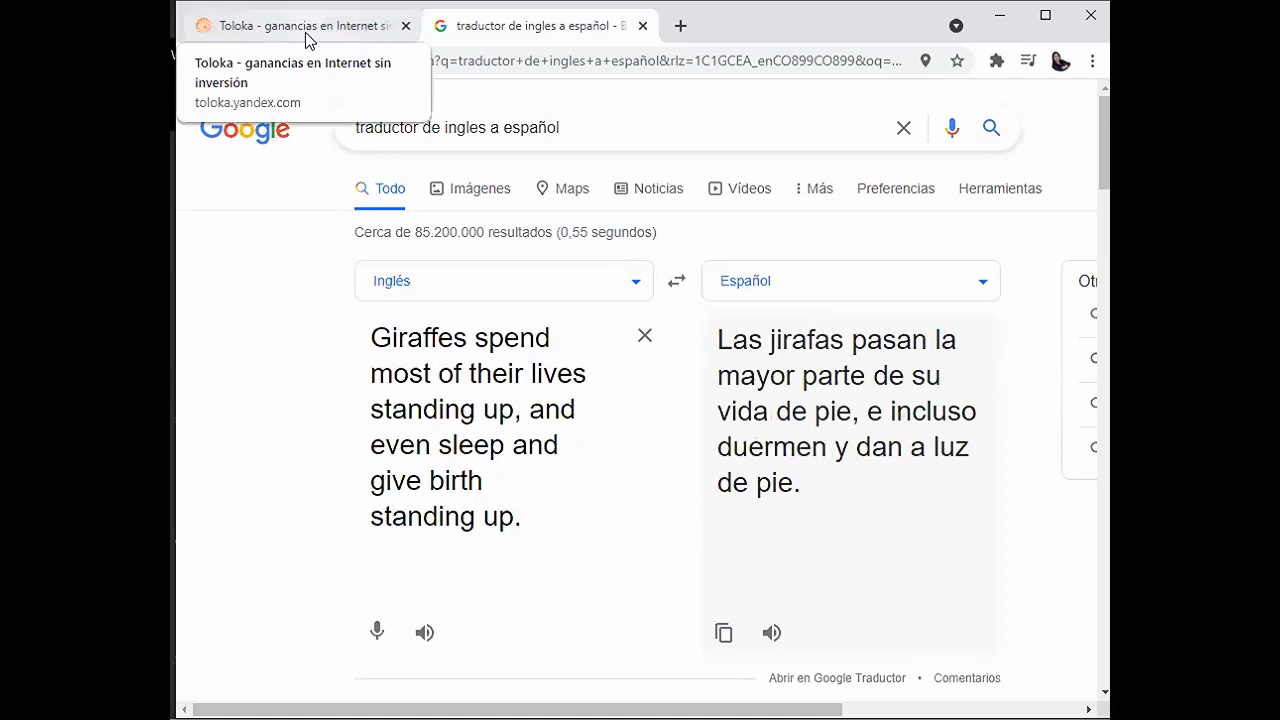 Toloka - ganancias en Internet si
traductor de ingles a español - B
Toloka - ganancias en Internet sin
inversión
toloka.yandex.com
?q=traductor+de+ingles+a+español&rlz=1C1GCEA_enCO899CO899&oq=...
Google
traductor de ingles a español
Todo
Imágenes
Maps
Noticias
Vídeos
Más
Preferencias
Herramientas
Cerca de 85.200.000 resultados (0,55 segundos)
Inglés
Español
Giraffes spend
most of their lives
standing up, and
even sleep and
give birth
standing up.
Las jirafas pasan la
mayor parte de su
vida de pie, e incluso
duermen y dan a luz
de pie.
Abrir en Google Traductor • Comentarios